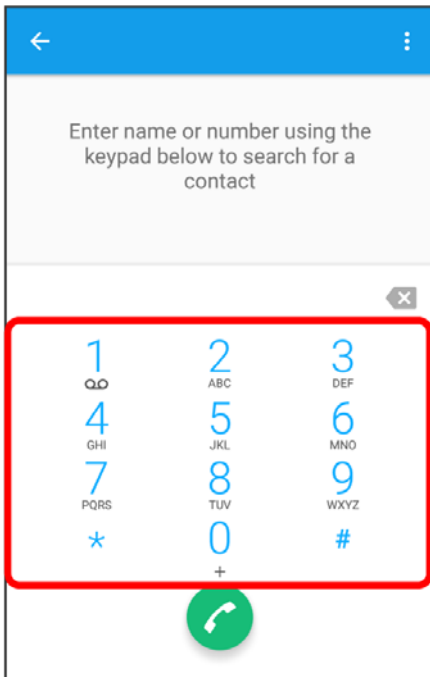 Enter name or number using the
keypad below to search for a
contact
1 2 3
ABC DEF
4 5 6
GHI JKL MNO
7 8 9
PQRS TUV WXYZ
* 0 #
+